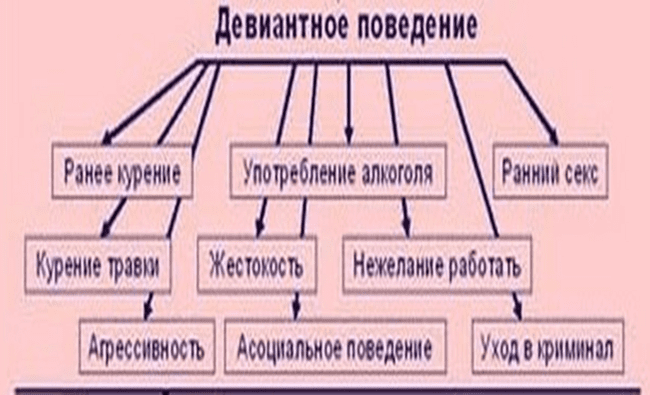 Девиантное поведение
Ранее курение
Употребление алкоголя
Ранний секс
Курение травки
Жестокость
Нежелание работать
Агрессивность
Асоциальное поведение
Уход в криминал